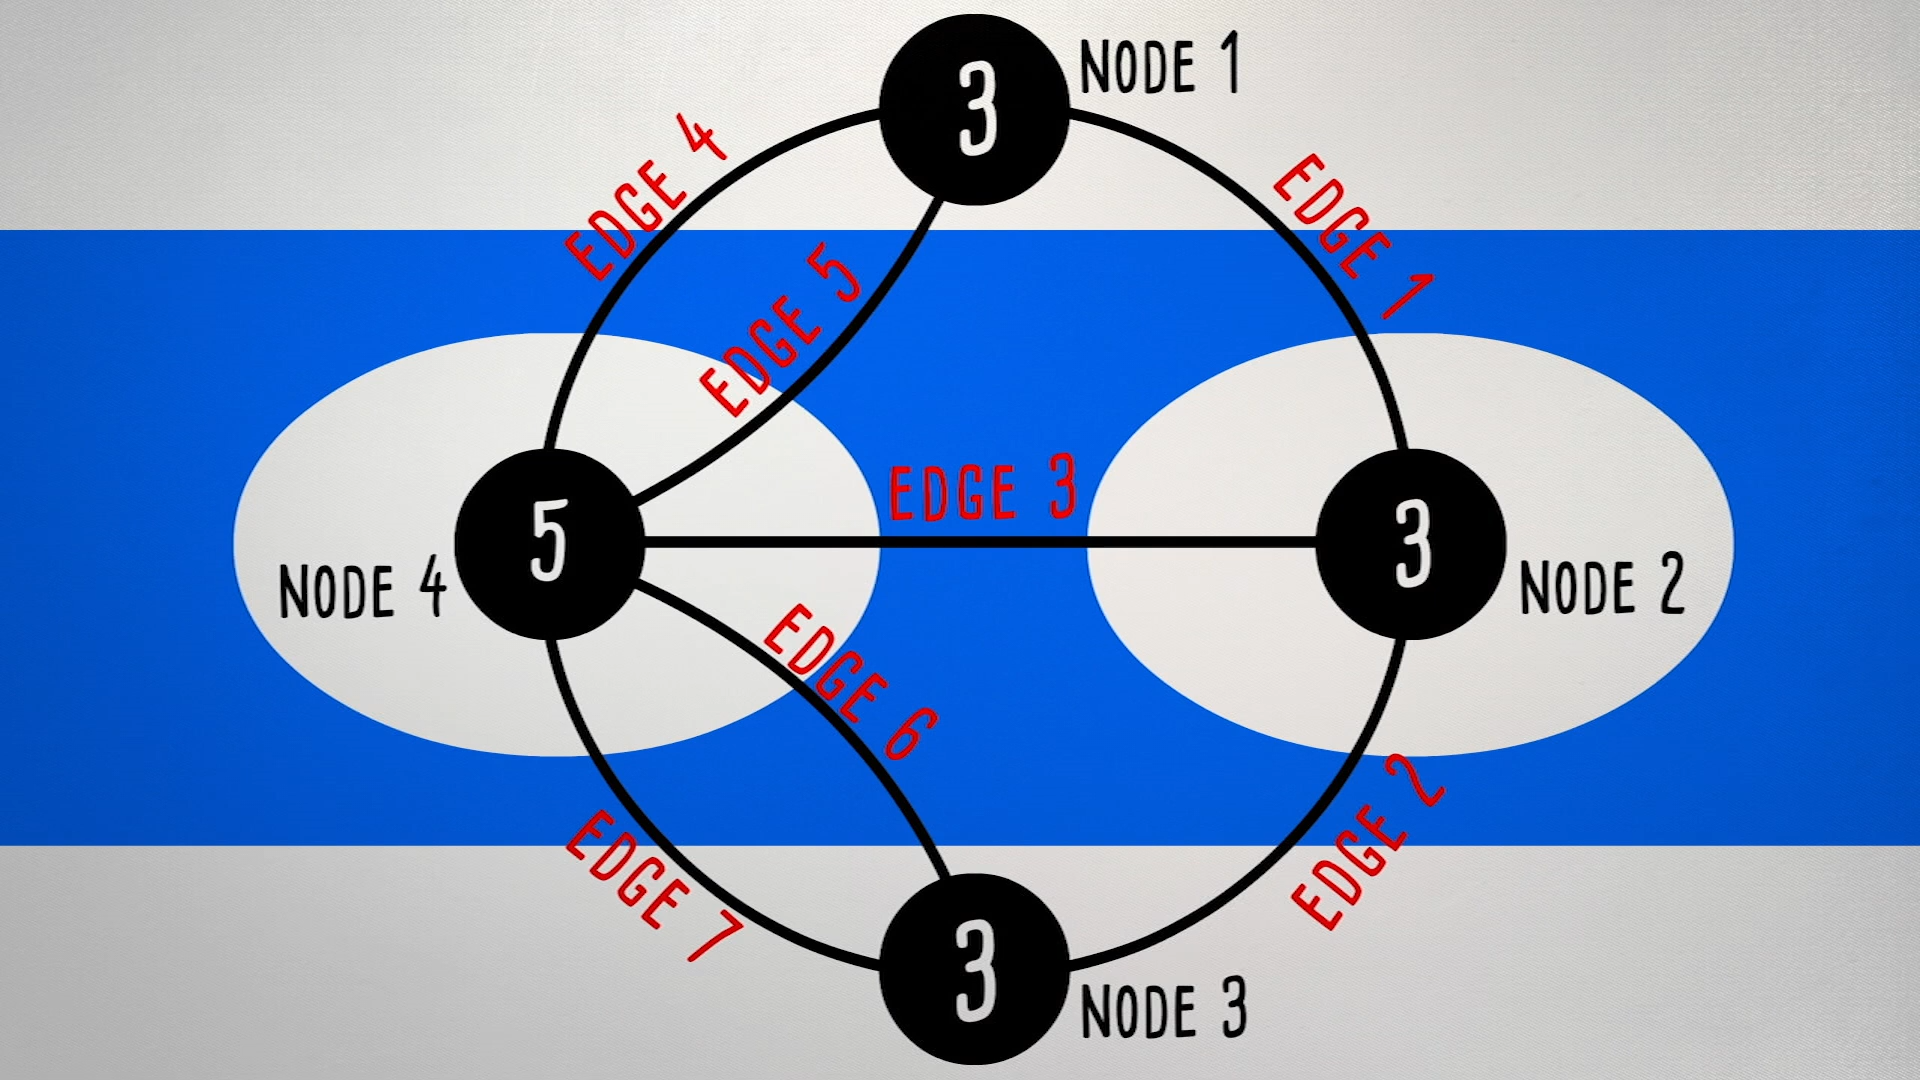 3
NODE 1
EDGE 4
EDGE 1
EDGE 5
EDGE 3
5
3
NODE 4
NODE 2
EDGE 6
EDGE 7
EDGE 2
3
NODE 3